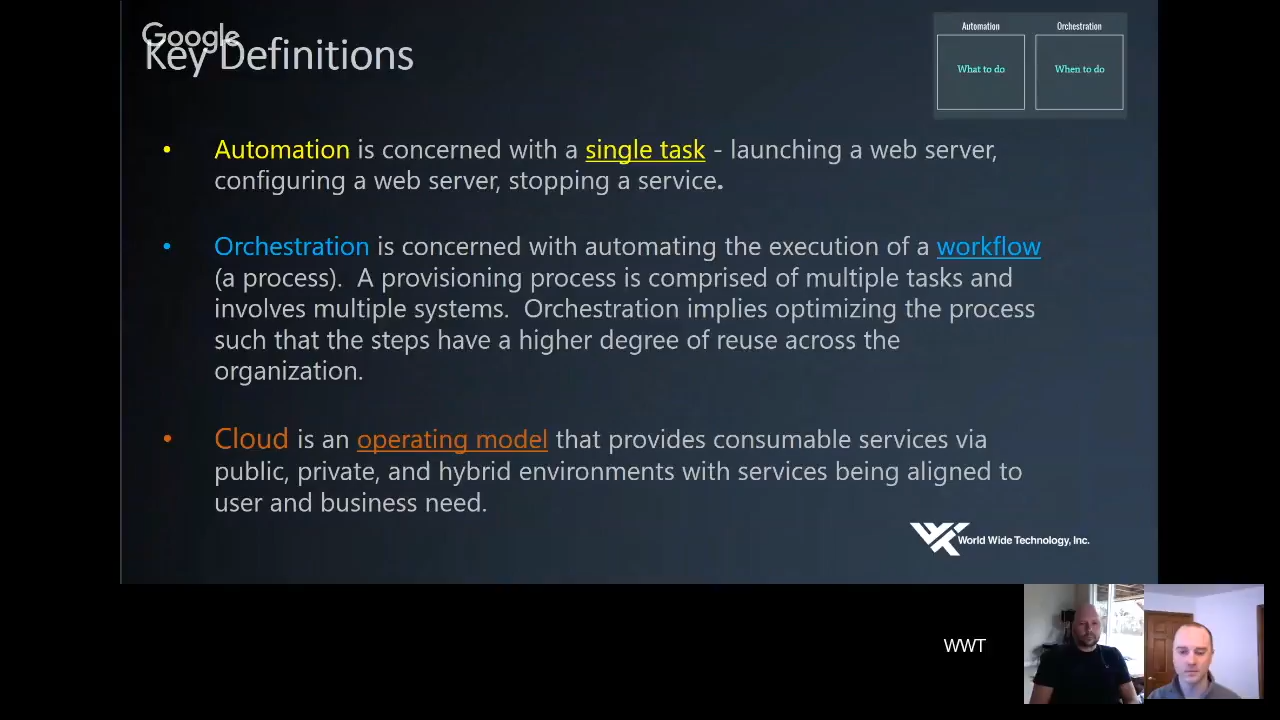 Google
Key Definitions
Automation Orchestration
What to do When to do
• Automation is concerned with a single task - launching a web server,
configuring a web server, stopping a service.
• Orchestration is concerned with automating the execution of a workflow
(a process).  A provisioning process is comprised of multiple tasks and
involves multiple systems.  Orchestration implies optimizing the process
such that the steps have a higher degree of reuse across the
organization.
• Cloud is an operating model that provides consumable services via
public, private, and hybrid environments with services being aligned to
user and business need.
World Wide Technology, Inc.
WWT